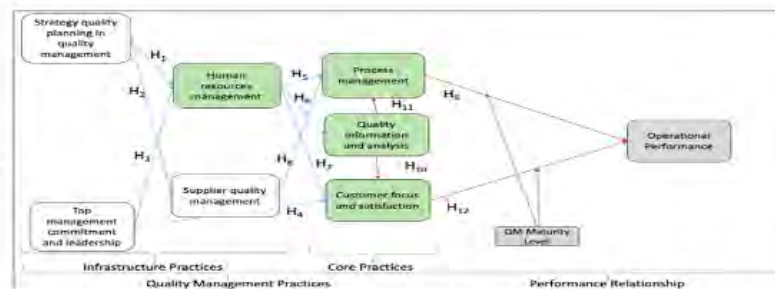 Strategy quality
planning in
quality
management
H1
H2
Human
resources
management
H3
Supplier quality
management
Top
management
commitment
and leadership
H5
H6
H7
H4
Process
management
H11
Quality
information
and analysis
H10
Customer focus
and satisfaction
H12
Operational
Performance
QM Maturity
Level
Infrastructure Practices
Core Practices
Quality Management Practices
Performance Relationship